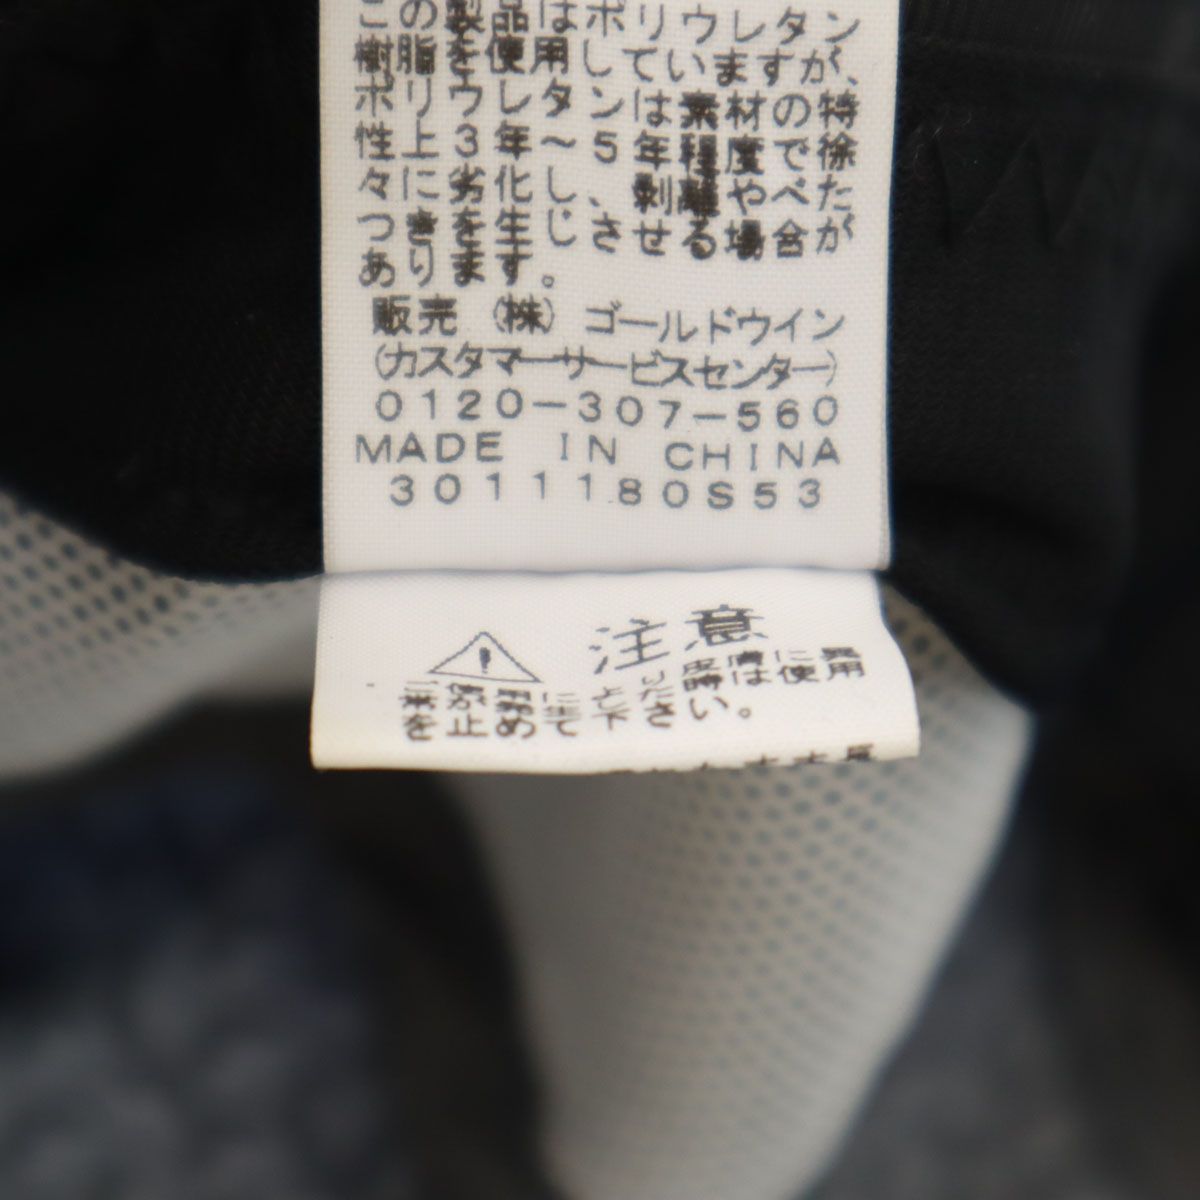 この製品はポリウレタン
樹脂を使用していますが、
ポリウレタンは素材の特
性上3年～5年程度で徐
々に劣化し、剥離やべた
つきを生じさせる場合が
あります。
販売 (株) ゴールドウイン
(カスタマーサービスセンター)
0120-307-560
MADE IN CHINA
3011180S53
注意
時は使用
を止めて下さい。